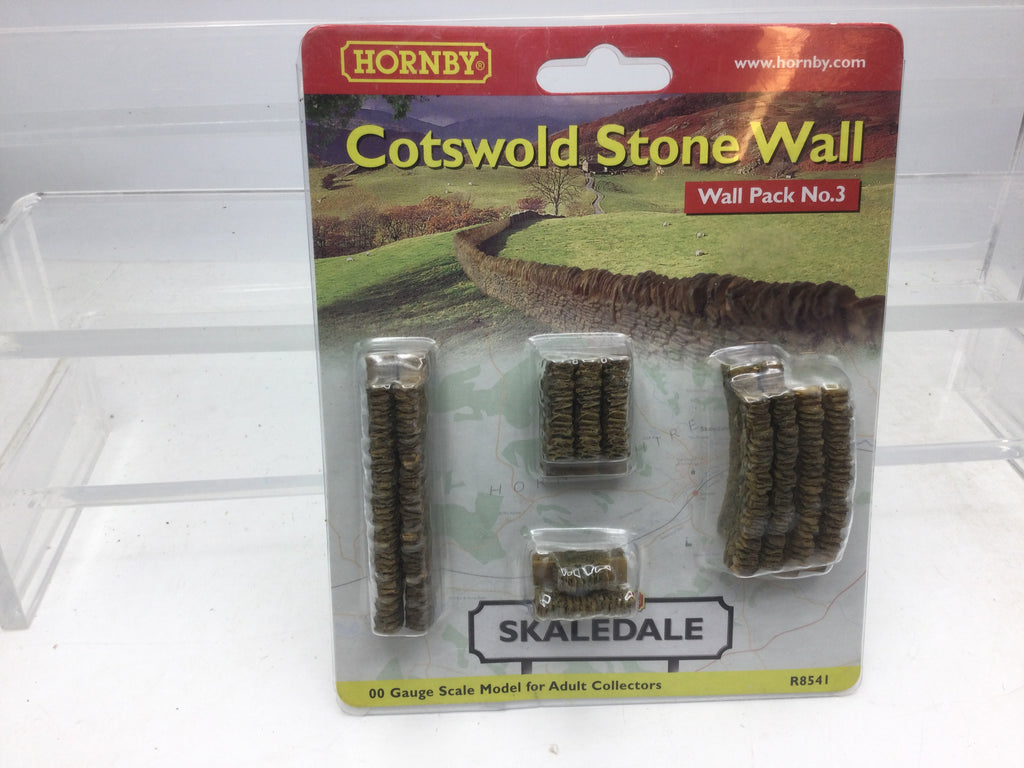 HORNBY®
www.hornby.com
Cotswold Stone Wall
Wall Pack No.3
SKALEDALE
00 Gauge Scale Model for Adult Collectors
R8541